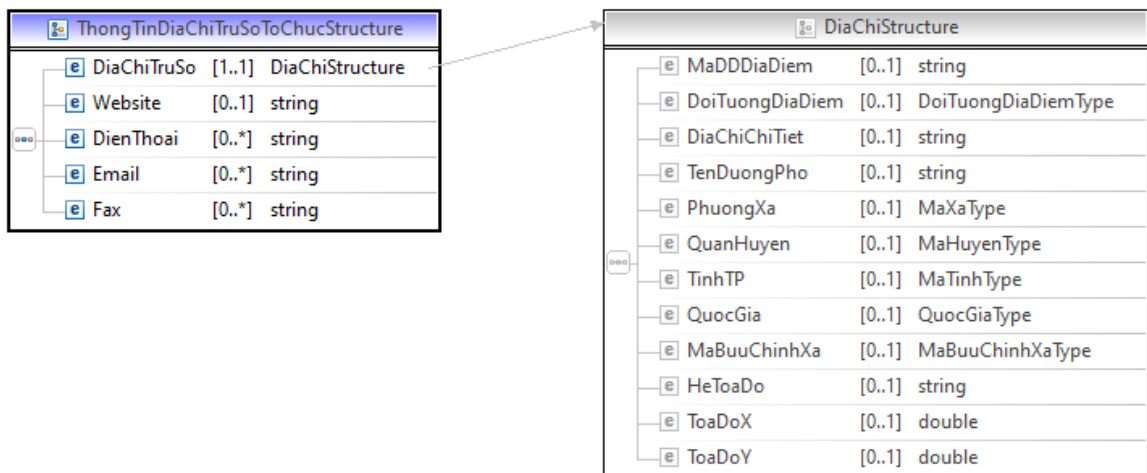 ThongTinDiaChiTruSoToChucStructure
DiaChiTruSo [1..1] DiaChiStructure
Website [0..1] string
DienThoai [0..*] string
Email [0..*] string
Fax [0..*] string
DiaChiStructure
MaDDDiaDiem [0..1] string
DoiTuongDiaDiem [0..1] DoiTuongDiaDiemType
DiaChiChiTiet [0..1] string
TenDuongPho [0..1] string
PhuongXa [0..1] MaXaType
QuanHuyen [0..1] MaHuyenType
TinhTP [0..1] MaTinhType
QuocGia [0..1] QuocGiaType
MaBuuChinhXa [0..1] MaBuuChinhXaType
HeToaDo [0..1] string
ToaDoX [0..1] double
ToaDoY [0..1] double